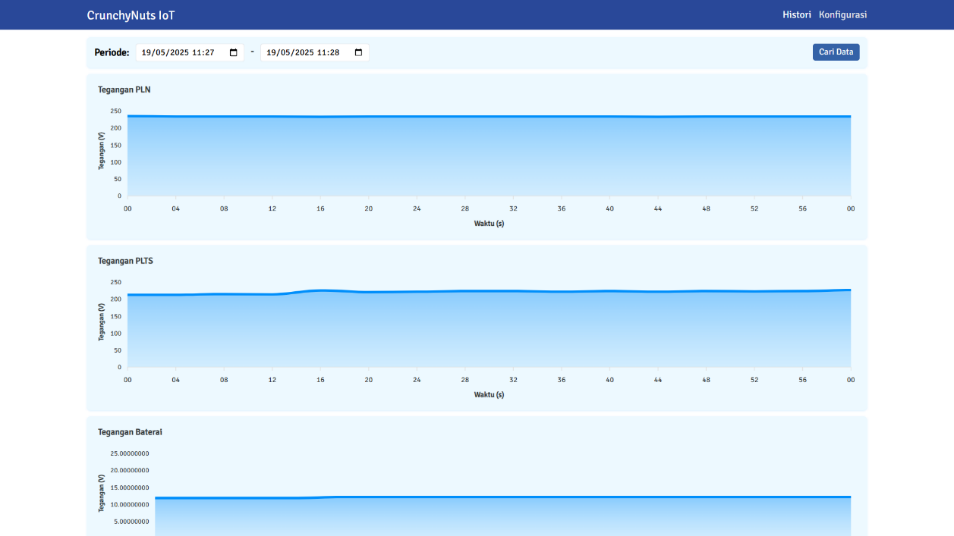 CrunchyNuts IoT Histori Konfigurasi
Periode: 19/05/2025 11:27 - 19/05/2025 11:28 Cari Data
Tegangan PLN
250
200
150
100
50
0
Tegangan (V)
00 04 08 12 16 20 24 28 32 36 40 44 48 52 56 00
Waktu (s)
Tegangan PLTS
250
200
150
100
50
0
Tegangan (V)
00 04 08 12 16 20 24 28 32 36 40 44 48 52 56 00
Waktu (s)
Tegangan Baterai
25.00000000
20.00000000
15.00000000
10.00000000
5.00000000
Tegangan (V)